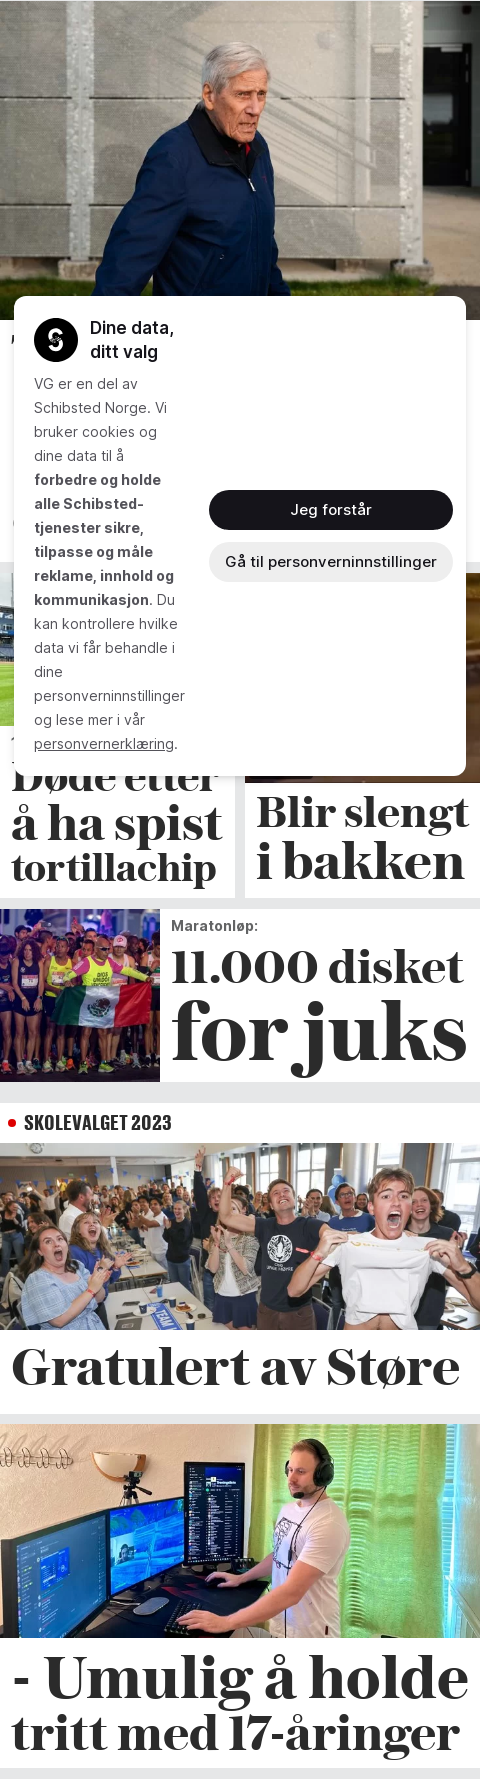 Dine data,
ditt valg
VG er en del av
Schibsted Norge. Vi
bruker cookies og
dine data til å
forbedre og holde
alle Schibsted-
tjenester sikre,
tilpasse og måle
reklame, innhold og
kommunikasjon. Du
kan kontrollere hvilke
data vi får behandle i
dine
personverninnstillinger
og lese mer i vår
personvernerklæring.
Jeg forstår
Gå til personverninnstillinger
Døde etter
å ha spist
tortillachip
Blir slengt
i bakken
Maratonløp:
11.000 disket
for juks
SKOLEVALGET 2023
Gratulert av Støre
- Umulig å holde
tritt med 17-åringer